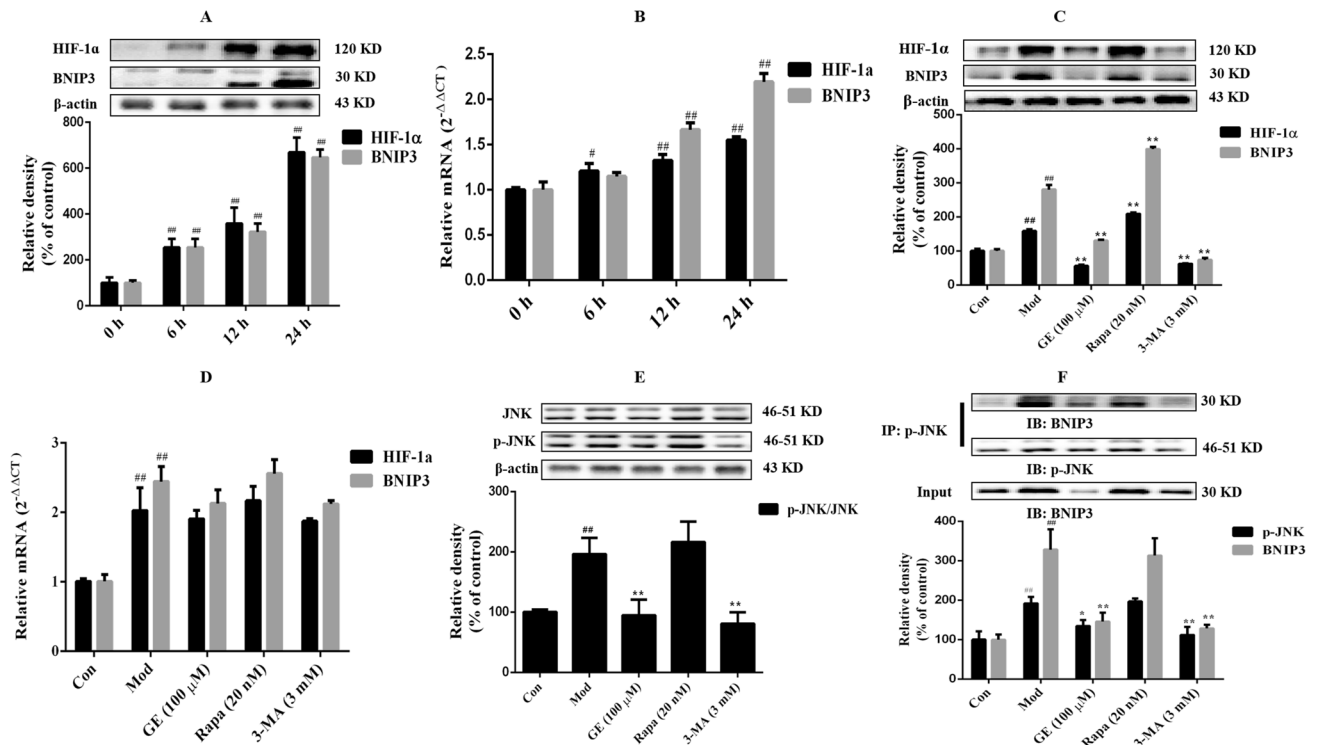 A
HIF-1α 120 KD
BNIP3 30 KD
β-actin 43 KD
Relative density
(% of control)
800
600
400
200
0
##
##
##
##
##
##
HIF-1α
BNIP3
0 h
6 h
12 h
24 h
B
Relative mRNA (2-ΔΔCT )
2.5
2.0
1.5
1.0
0.5
0.0
#
##
##
##
##
HIF-1a
BNIP3
0 h
6 h
12 h
24 h
C
HIF-1α 120 KD
BNIP3 30 KD
β-actin 43 KD
Relative density
(% of control)
500
400
300
200
100
0
##
##
**
**
**
**
**
**
HIF-1α
BNIP3
Con
Mod
GE (100 μM)
Rapa (20 nM)
3-MA (3 mM)
D
Relative mRNA (2-ΔΔCT)
3
2
1
0
##
##
HIF-1a
BNIP3
Con
Mod
GE (100 μM)
Rapa (20 nM)
3-MA (3 mM)
E
JNK 46-51 KD
p-JNK 46-51 KD
β-actin 43 KD
Relative density
(% of control)
300
200
100
0
##
**
**
p-JNK/JNK
Con
Mod
GE (100 μM)
Rapa (20 nM)
3-MA (3 mM)
F
IP: p-JNK
30 KD
IB: BNIP3
46-51 KD
IB: p-JNK
Input 30 KD
IB: BNIP3
Relative density
(% of control)
400
300
200
100
0
##
##
*
**
**
**
p-JNK
BNIP3
Con
Mod
GE (100 μM)
Rapa (20 nM)
3-MA (3 mM)